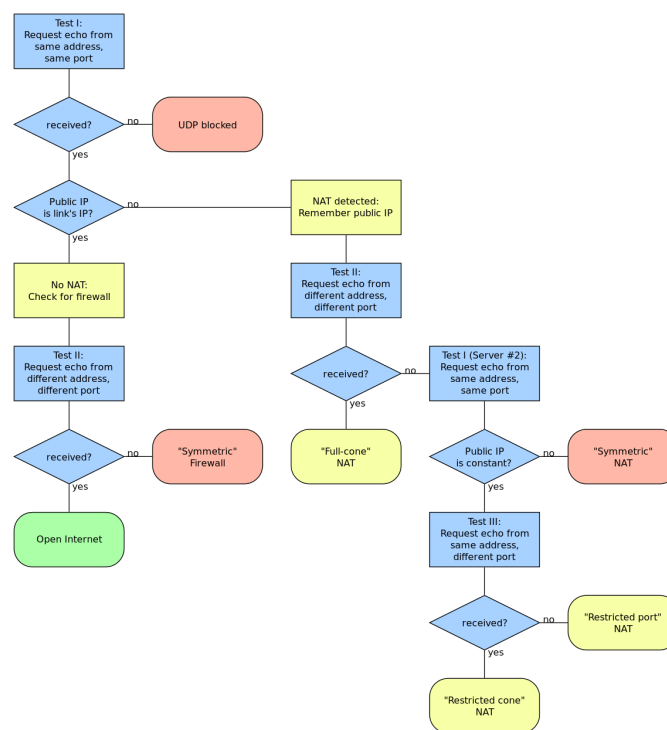 Test I:
Request echo from
same address,
same port
received?
no
UDP blocked
yes
Public IP
is link's IP?
no
NAT detected:
Remember public IP
yes
No NAT:
Check for firewall
Test II:
Request echo from
different address,
different port
Test II:
Request echo from
different address,
different port
received?
no
Test I (Server #2):
Request echo from
same address,
same port
yes
received?
no
"Symmetric"
Firewall
"Full-cone"
NAT
Public IP
is constant?
no
"Symmetric"
NAT
yes
yes
Open Internet
Test III:
Request echo from
same address,
different port
received?
no
"Restricted port"
NAT
yes
"Restricted cone"
NAT